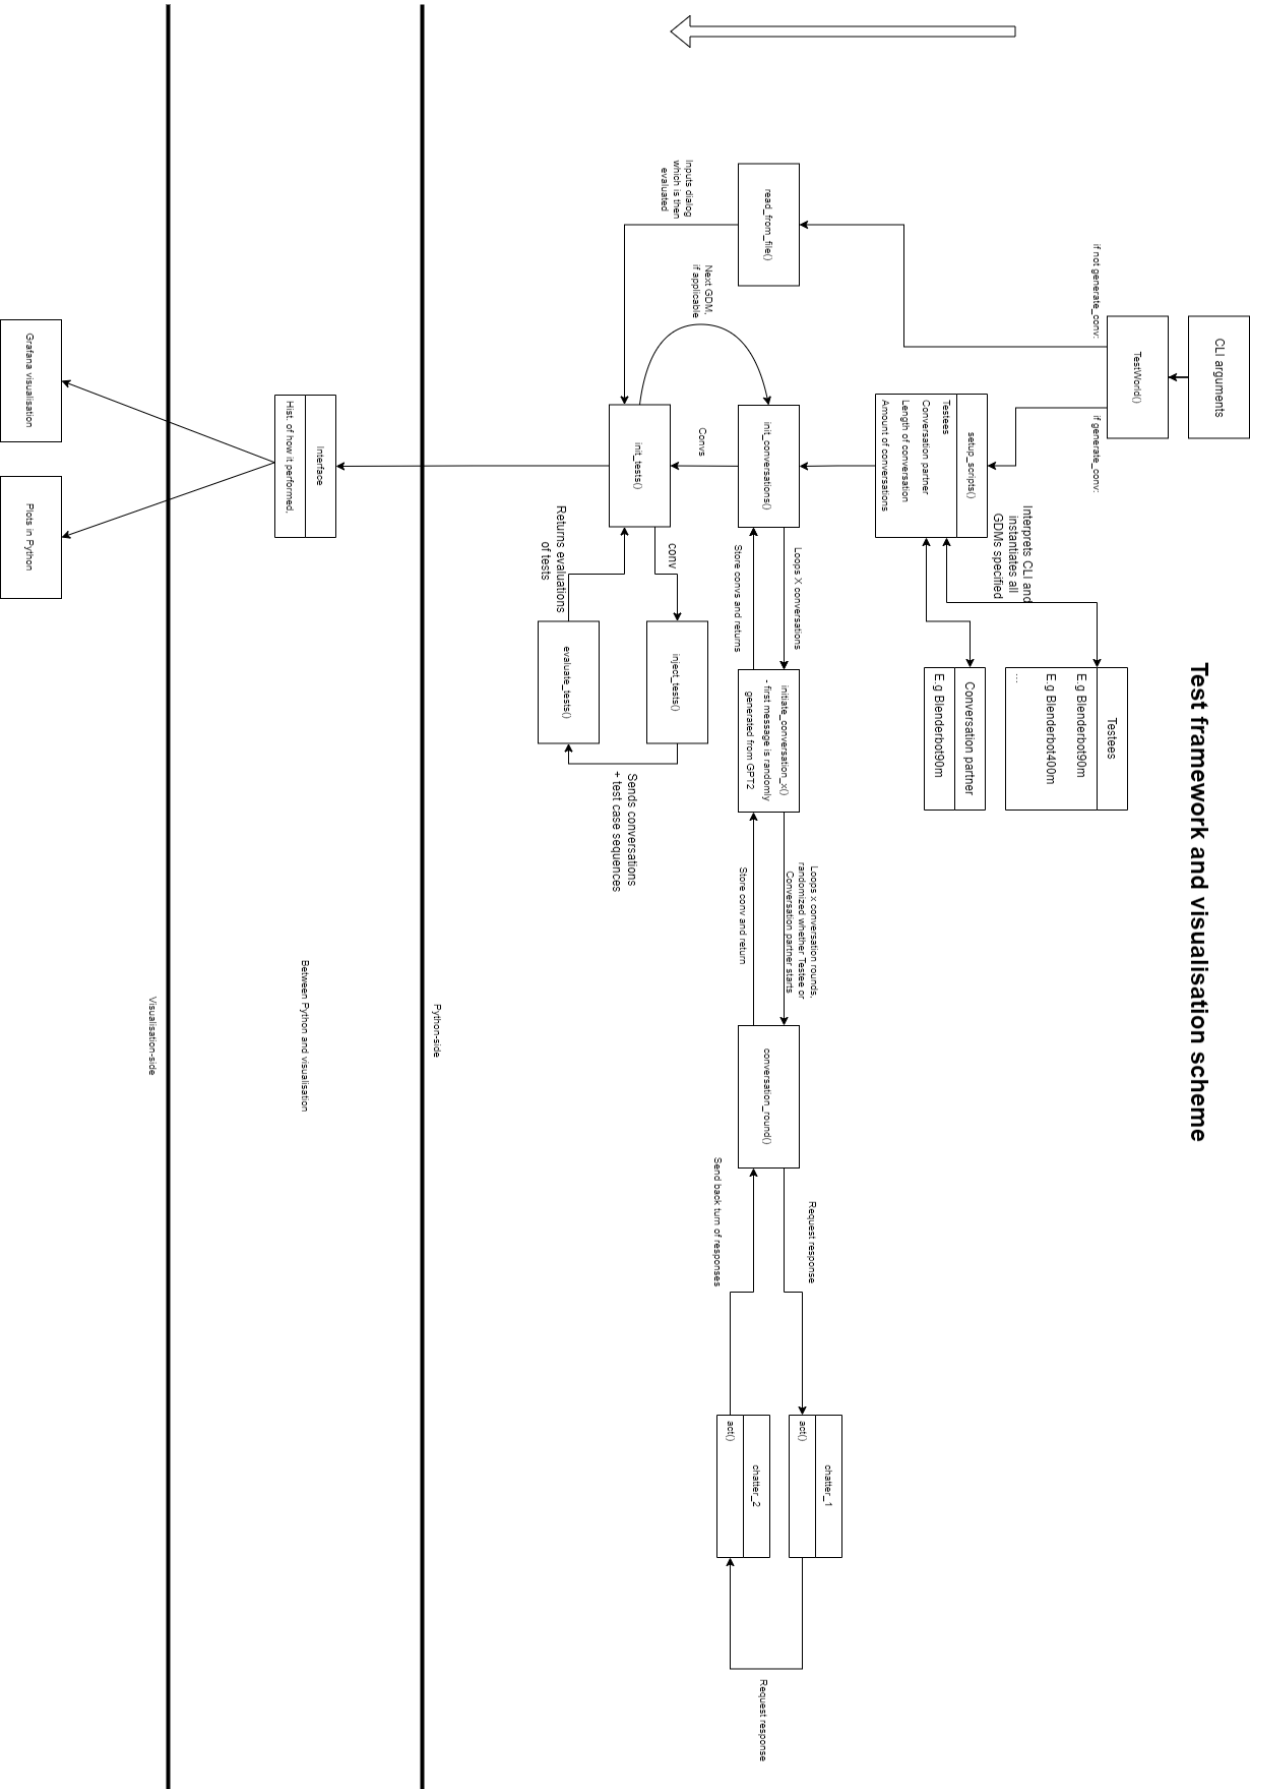 Test framework and visualisation scheme
CLI arguments
TestWorld()
if not generate_conv:
if generate_conv:
Testees
E.g Blenderbot90m
E.g Blenderbot400m
...
Interprets CLI and
instantiates all
GDMs specified
setup_scripts()
Testees
Conversation partner
Length of conversation
Amount of conversations
Conversation partner
E.g Blenderbot90m
read_from_file()
init_conversations()
Loops X conversations
Store convs and returns
initiate_conversation_x()
- first message is randomly
generated from GPT2
Loops x conversation rounds,
randomized whether Testee or
Conversation partner starts
Store conv and return
conversation_round()
Request response
Send back turn of responses
chatter_1
act()
chatter_2
act()
Request response
Inputs dialog
which is then
evaluated
Next GDM,
if applicable
Convs
init_tests()
conv
inject_tests()
Sends conversations
+ test case sequences
evaluate_tests()
Returns evaluations
of tests
Python-side
Interface
Hist. of how it performed,
Between Python and visualisation
Visualisation-side
Grafana visualisation
Plots in Python